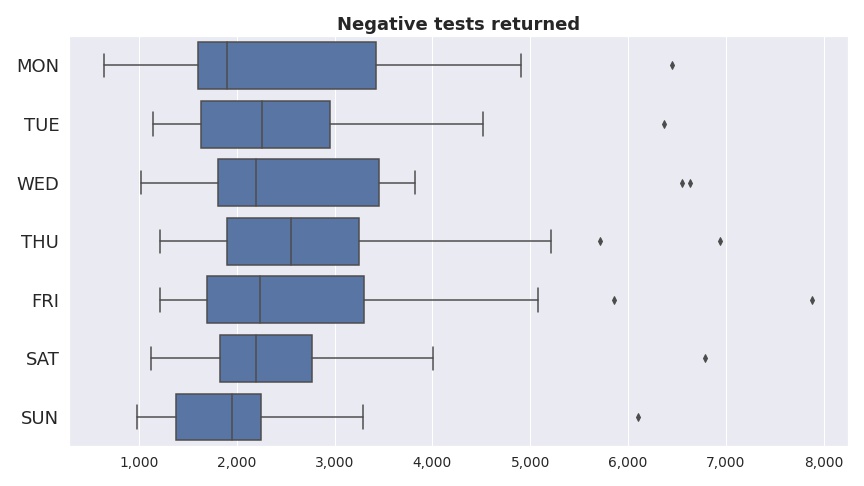 Negative tests returned
MON
TUE
WED
THU
FRI
SAT
SUN
1,000 2,000 3,000 4,000 5,000 6,000 7,000 8,000